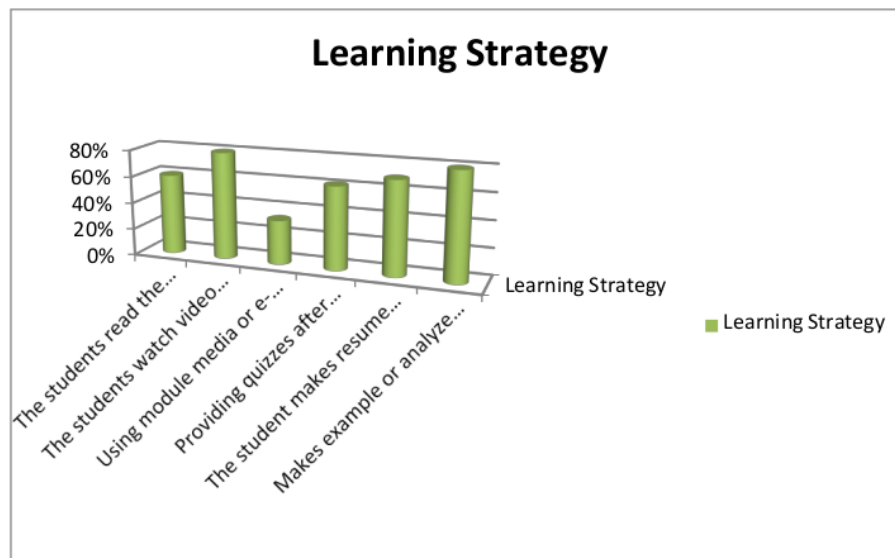 Learning Strategy
80%
60%
40%
20%
0%
The students read the...
The students watch video...
Using module media or e-...
Providing quizzes after...
The student makes resume...
Makes example or analyze...
Learning Strategy
Learning Strategy